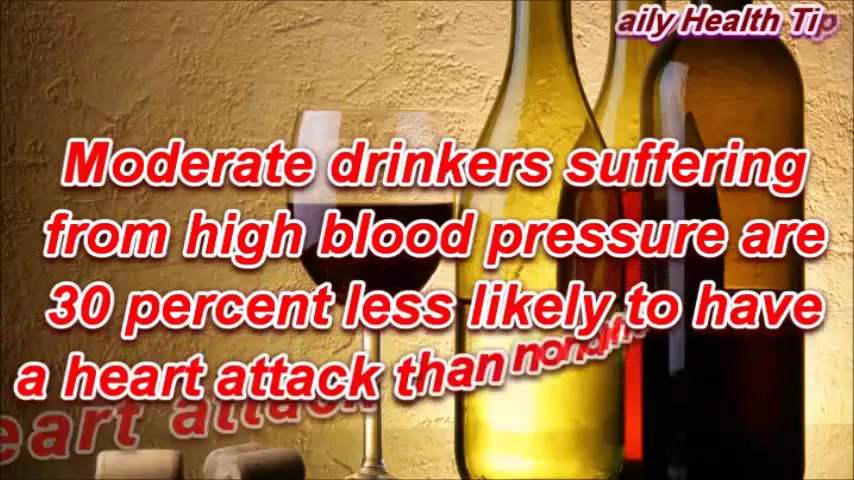 aily Health Tip
Moderate drinkers suffering
from high blood pressure are
30 percent less likely to have
a heart attack than
eart attack